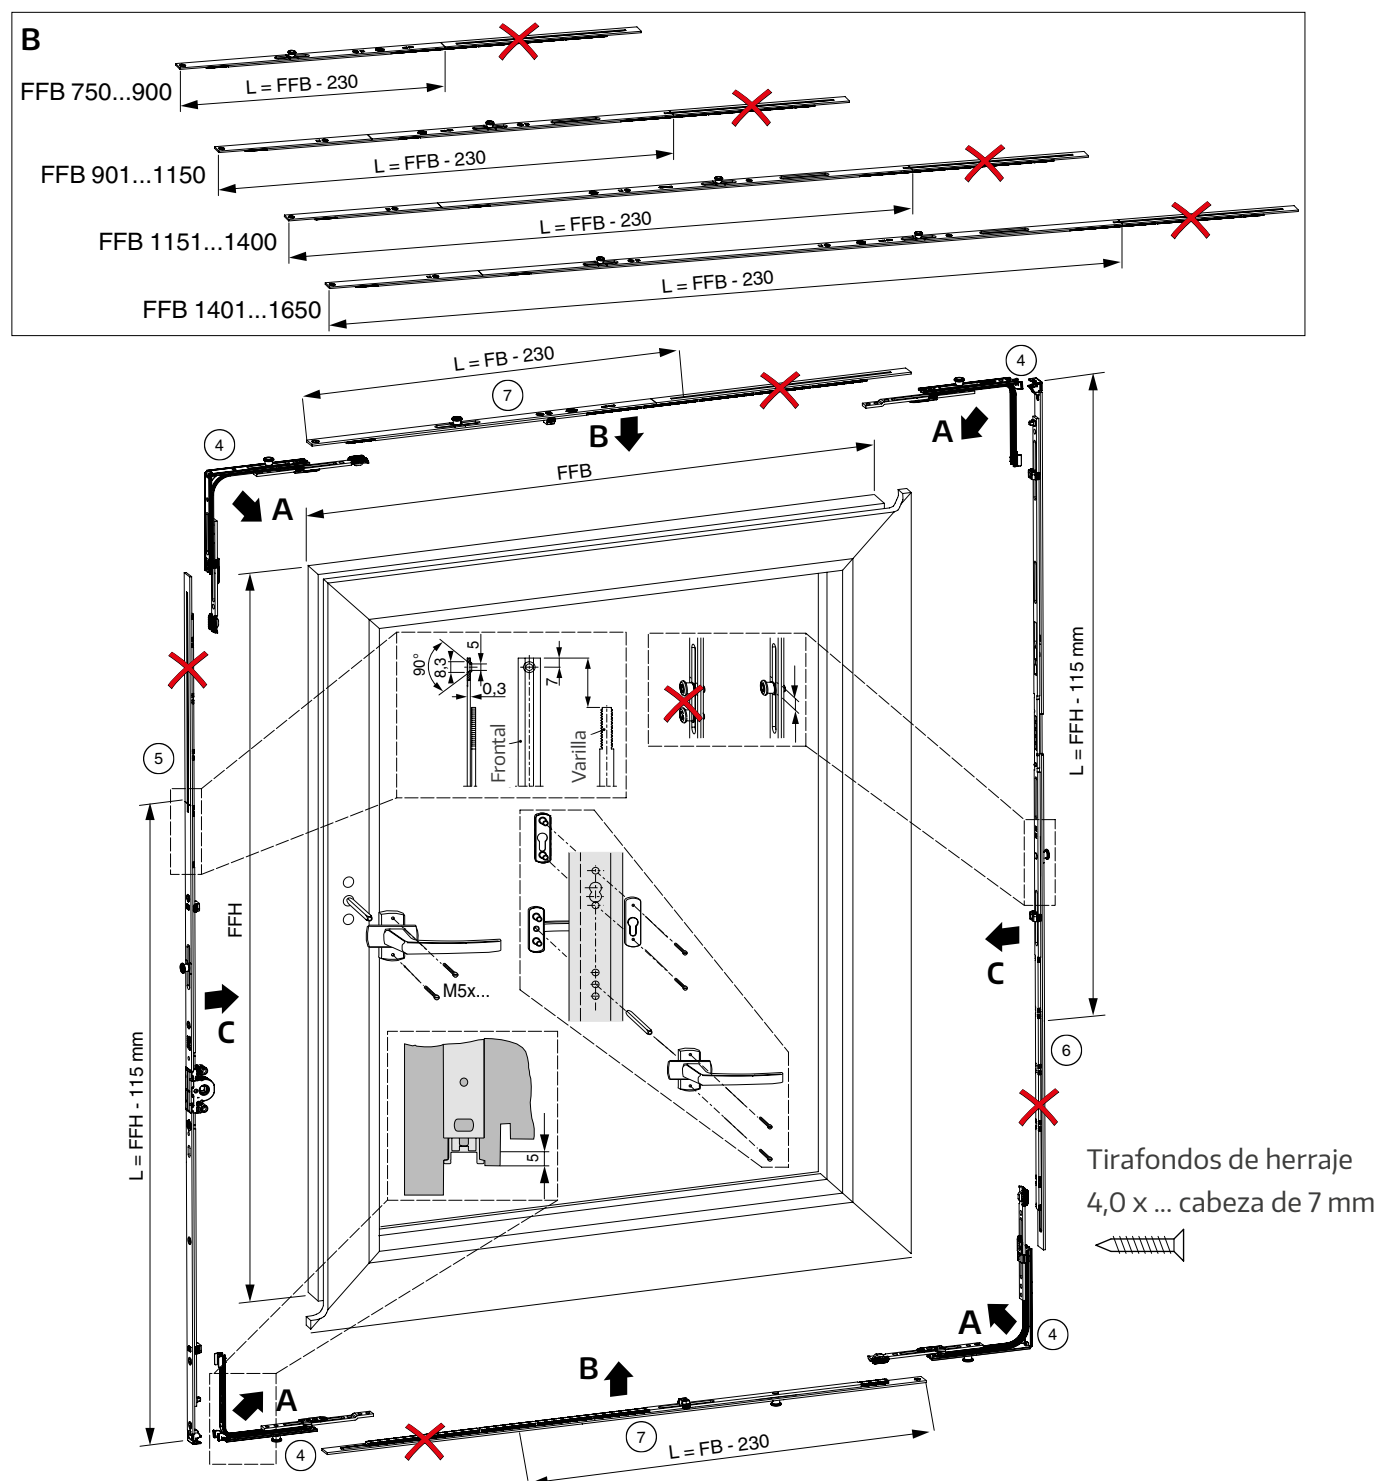 B
FFB 750...900
L = FFB - 230
FFB 901...1150
L = FFB - 230
FFB 1151...1400
L = FFB - 230
FFB 1401...1650
L = FFB - 230
L = FB - 230
7
4
4
B
A
A
FFB
5
90°
8,3
5
0,3
7
Frontal
Varilla
L = FFH - 115 mm
FFH
M5x...
C
C
L = FFH - 115 mm
6
5
Tirafondos de herraje
4,0 x ... cabeza de 7 mm
A
4
B
A
4
7
L = FB - 230